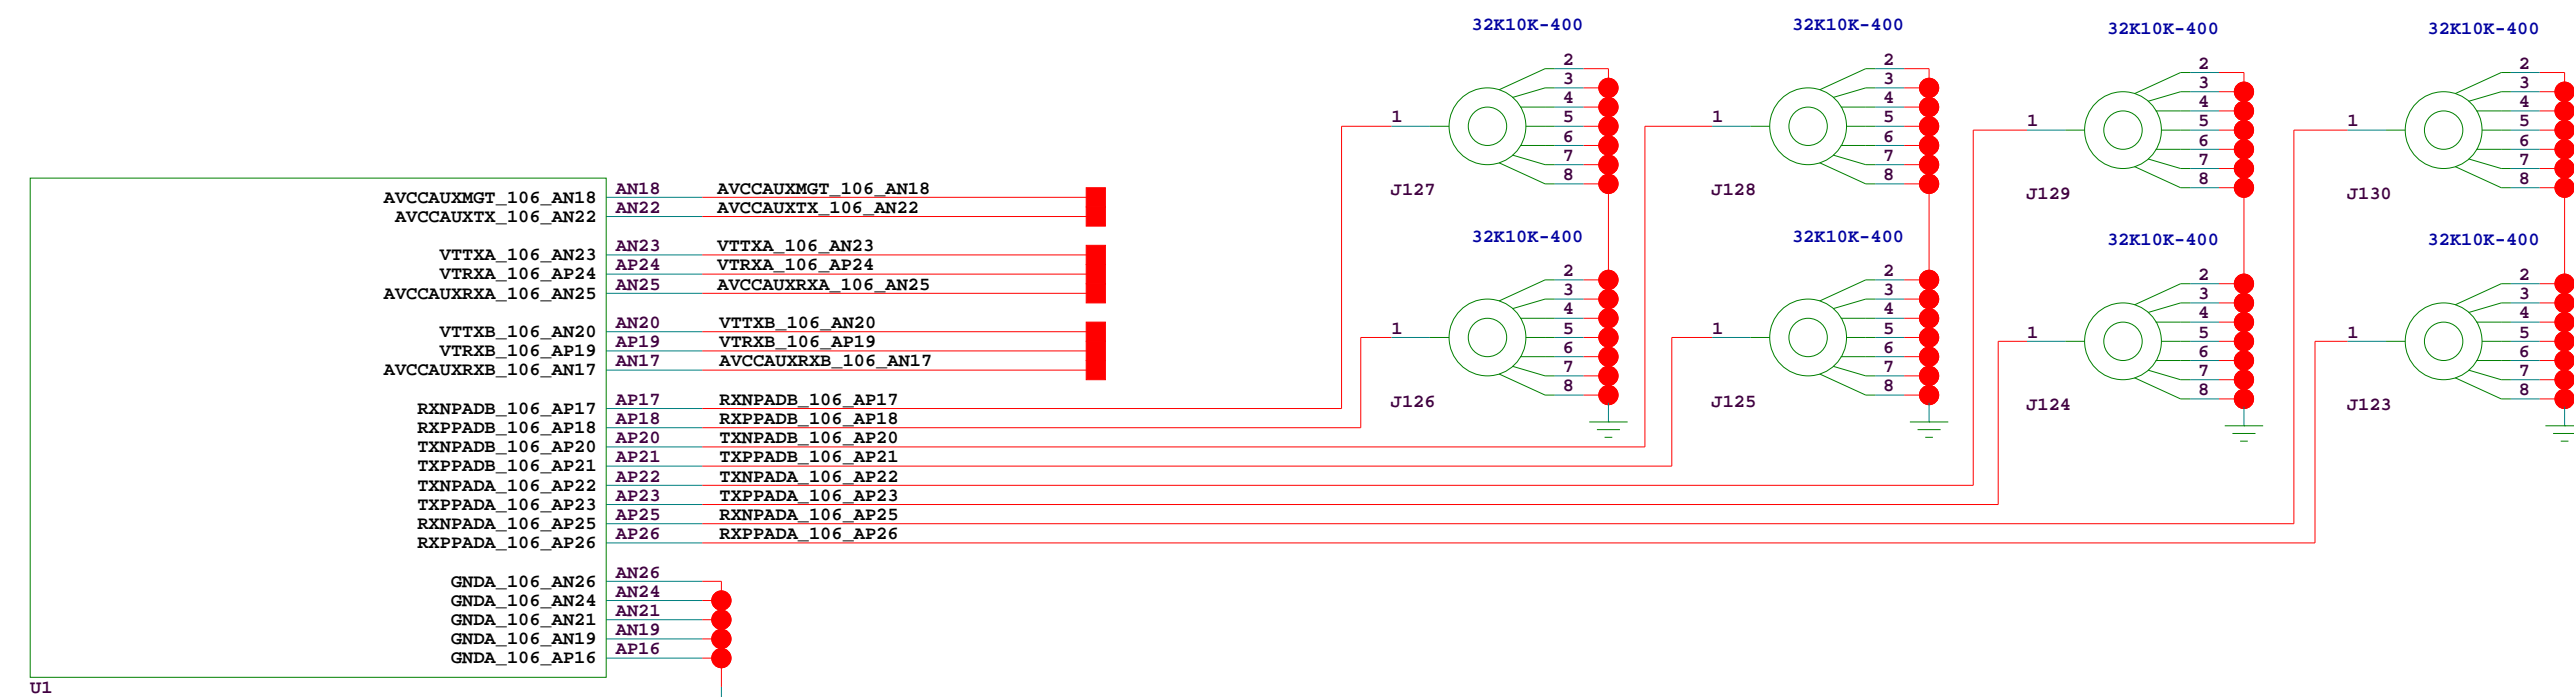 32K10K-400 32K10K-400 32K10K-400 32K10K-400
2 2 2 2
3 3 3 3
4 4 4 4
1 5 1 5 1 5 1 5
6 6 6 6
7 7 7 7
8 8 8 8
J127 J128 J129 J130
32K10K-400 32K10K-400 32K10K-400 32K10K-400
2 2 2 2
3 3 3 3
4 4 4 4
1 5 1 5 1 5 1 5
6 6 6 6
7 7 7 7
8 8 8 8
J126 J125 J124 J123
AVCCAUXMGT_106_AN18 AN18 AVCCAUXMGT_106_AN18
AVCCAUXTX_106_AN22 AN22 AVCCAUXTX_106_AN22
VTTXA_106_AN23 AN23 VTTXA_106_AN23
VTRXA_106_AP24 AP24 VTRXA_106_AP24
AVCCAUXRXA_106_AN25 AN25 AVCCAUXRXA_106_AN25
VTTXB_106_AN20 AN20 VTTXB_106_AN20
VTRXB_106_AP19 AP19 VTRXB_106_AP19
AVCCAUXRXB_106_AN17 AN17 AVCCAUXRXB_106_AN17
RXNPADB_106_AP17 AP17 RXNPADB_106_AP17
RXPPADB_106_AP18 AP18 RXPPADB_106_AP18
TXNPADB_106_AP20 AP20 TXNPADB_106_AP20
TXPPADB_106_AP21 AP21 TXPPADB_106_AP21
TXNPADA_106_AP22 AP22 TXNPADA_106_AP22
TXPPADA_106_AP23 AP23 TXPPADA_106_AP23
RXNPADA_106_AP25 AP25 RXNPADA_106_AP25
RXPPADA_106_AP26 AP26 RXPPADA_106_AP26
GNDA_106_AN26 AN26
GNDA_106_AN24 AN24
GNDA_106_AN21 AN21
GNDA_106_AN19 AN19
GNDA_106_AP16 AP16
U1